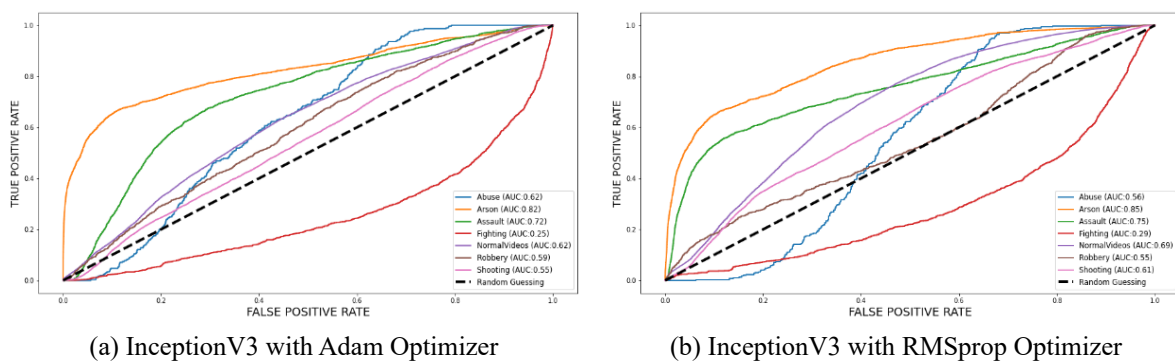 TRUE POSITIVE RATE
1.0
0.8
0.6
0.4
0.2
0.0
0.0 0.2 0.4 0.6 0.8 1.0
FALSE POSITIVE RATE
Abuse (AUC:0.62)
Arson (AUC:0.82)
Assault (AUC:0.72)
Fighting (AUC:0.25)
NormalVideos (AUC:0.62)
Robbery (AUC:0.59)
Shooting (AUC:0.55)
Random Guessing
(a) InceptionV3 with Adam Optimizer
TRUE POSITIVE RATE
1.0
0.8
0.6
0.4
0.2
0.0
0.0 0.2 0.4 0.6 0.8 1.0
FALSE POSITIVE RATE
Abuse (AUC:0.56)
Arson (AUC:0.85)
Assault (AUC:0.75)
Fighting (AUC:0.29)
NormalVideos (AUC:0.69)
Robbery (AUC:0.55)
Shooting (AUC:0.61)
Random Guessing
(b) InceptionV3 with RMSprop Optimizer